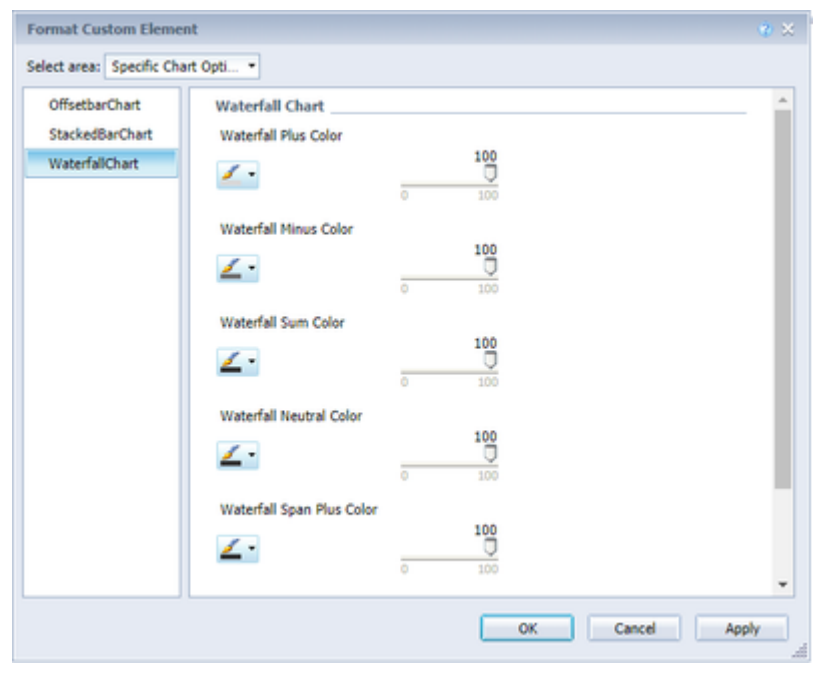 Format Custom Element
Select area: Specific Chart Opti...
OffsetbarChart
StackedBarChart
WaterfallChart
Waterfall Chart
Waterfall Plus Color
100
0 100
Waterfall Minus Color
100
0 100
Waterfall Sum Color
100
0 100
Waterfall Neutral Color
100
0 100
Waterfall Span Plus Color
100
0 100
OK Cancel Apply